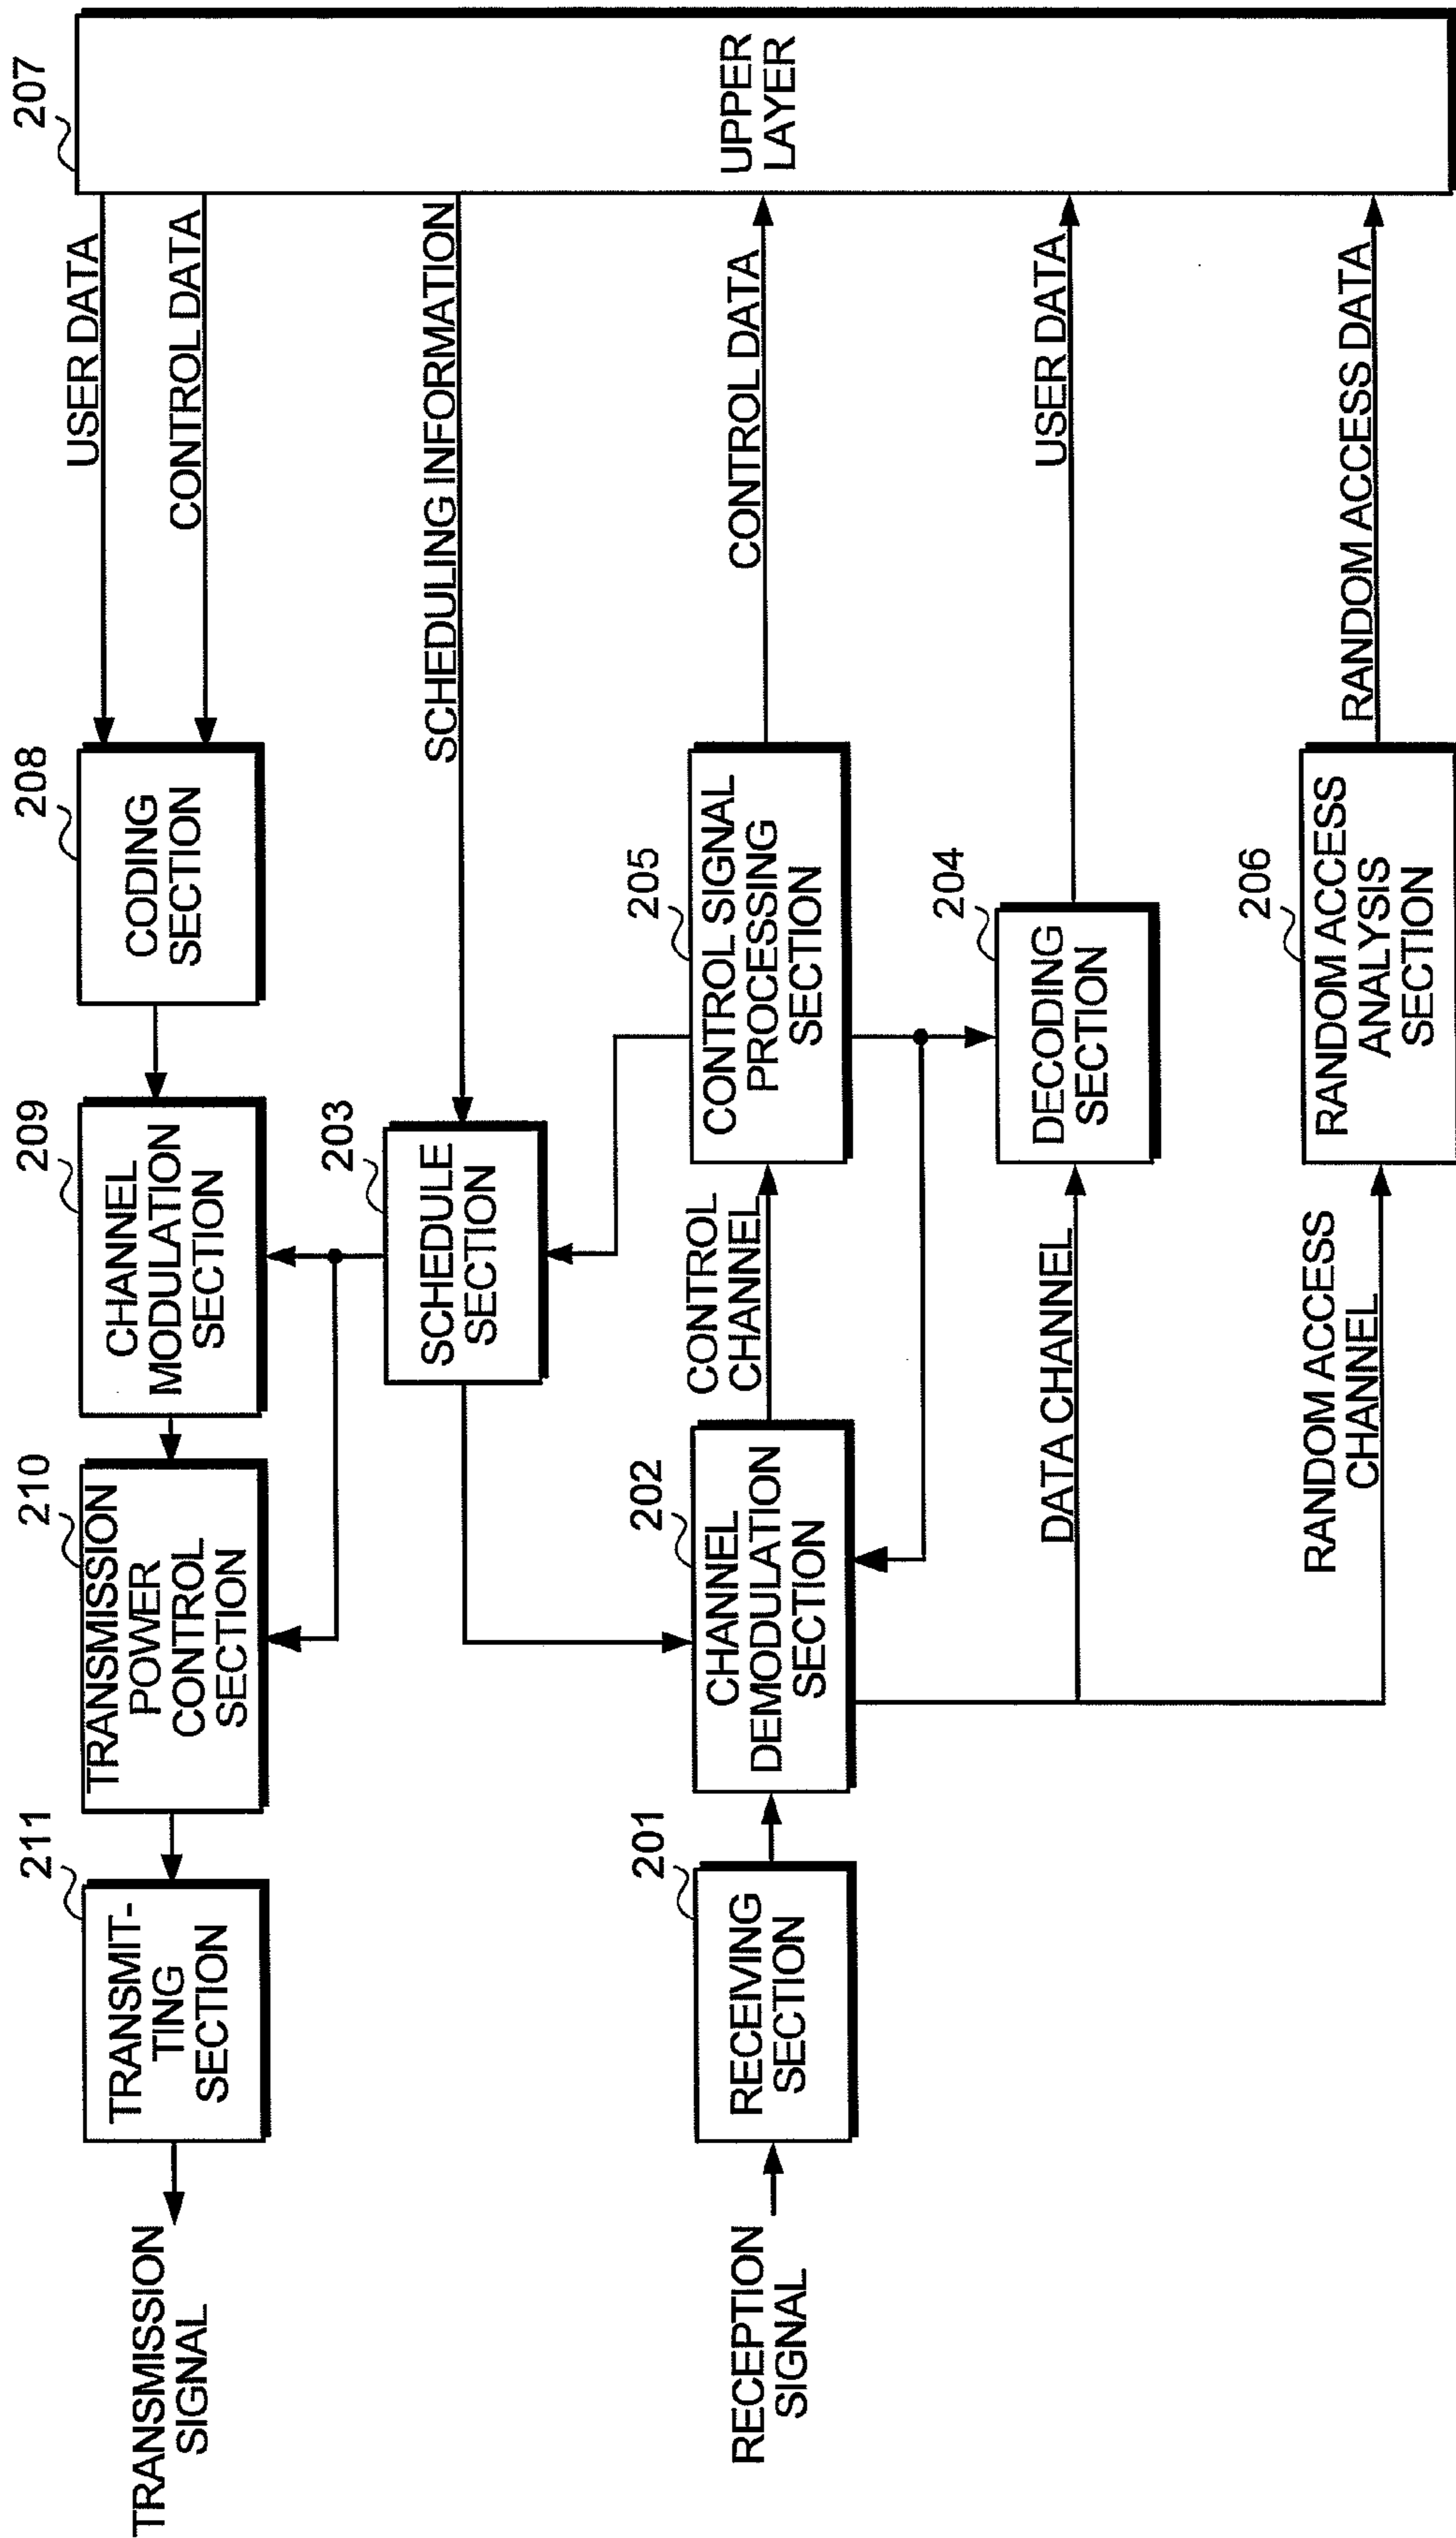 207
UPPER
LAYER
USER DATA
CONTROL DATA
SCHEDULING INFORMATION
CONTROL DATA
USER DATA
RANDOM ACCESS DATA
208
CODING
SECTION
209
CHANNEL
MODULATION
SECTION
210
TRANSMISSION
POWER
CONTROL
SECTION
211
TRANSMIT-
TING
SECTION
TRANSMISSION
SIGNAL
203
SCHEDULE
SECTION
205
CONTROL SIGNAL
PROCESSING
SECTION
204
DECODING
SECTION
206
RANDOM ACCESS
ANALYSIS
SECTION
CONTROL
CHANNEL
DATA CHANNEL
RANDOM ACCESS
CHANNEL
202
CHANNEL
DEMODULATION
SECTION
201
RECEIVING
SECTION
RECEPTION
SIGNAL